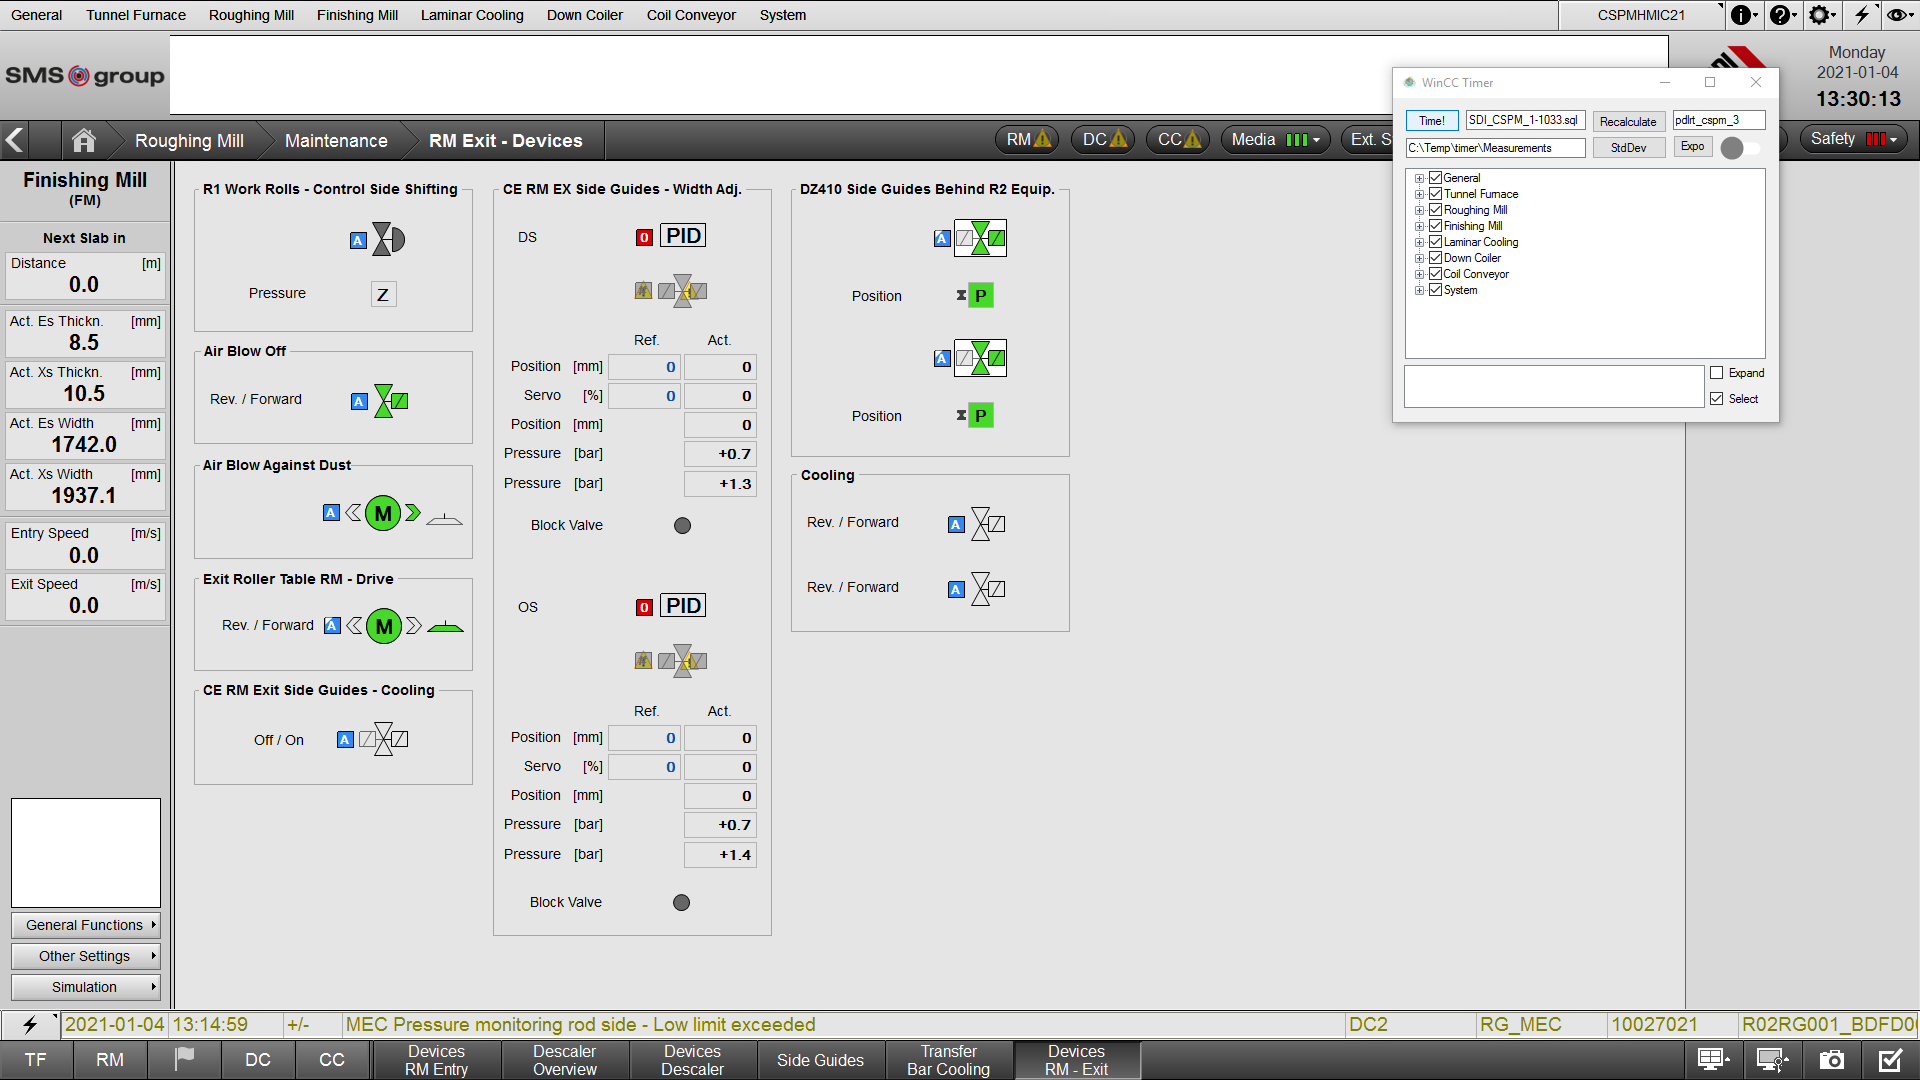 General Tunnel Furnace Roughing Mill Finishing Mill Laminar Cooling Down Coiler Coil Conveyor System CSPMHMIC21
SMS group
Monday
2021-01-04
13:30:13
Roughing Mill Maintenance RM Exit - Devices RM DC CC Media Ext. S Safety
WinCC Timer
Time! SDI_CSPM_1-1033.sql Recalculate pdlrt_cspm_3
C:\Temp\timer\Measurements StdDev Expo
General
Tunnel Furnace
Roughing Mill
Finishing Mill
Laminar Cooling
Down Coiler
Coil Conveyor
System
Expand
Select
Finishing Mill
(FM)
Next Slab in
Distance [m]
0.0
Act. Es Thickn. [mm]
8.5
Act. Xs Thickn. [mm]
10.5
Act. Es Width [mm]
1742.0
Act. Xs Width [mm]
1937.1
Entry Speed [m/s]
0.0
Exit Speed [m/s]
0.0
General Functions
Other Settings
Simulation
R1 Work Rolls - Control Side Shifting
A
Pressure Z
Air Blow Off
Rev. / Forward A
Air Blow Against Dust
A M
Exit Roller Table RM - Drive
Rev. / Forward A M
CE RM Exit Side Guides - Cooling
Off / On A
CE RM EX Side Guides - Width Adj.
DS 0 PID
Ref. Act.
Position [mm] 0 0
Servo [%] 0 0
Position [mm] 0
Pressure [bar] +0.7
Pressure [bar] +1.3
Block Valve
OS 0 PID
Ref. Act.
Position [mm] 0 0
Servo [%] 0 0
Position [mm] 0
Pressure [bar] +0.7
Pressure [bar] +1.4
Block Valve
DZ410 Side Guides Behind R2 Equip.
A
Position P
A
Position P
Cooling
Rev. / Forward A
Rev. / Forward A
2021-01-04 13:14:59 +/- MEC Pressure monitoring rod side - Low limit exceeded DC2 RG_MEC 10027021
TF RM DC CC
Devices
RM Entry
Descaler
Overview
Devices
Descaler
Side Guides
Transfer
Bar Cooling
Devices
RM - Exit